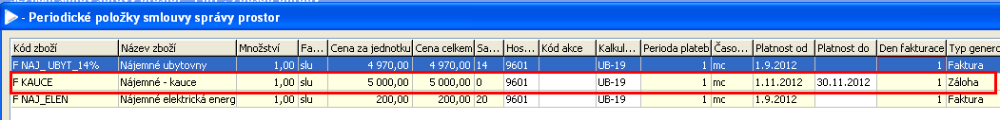 - Periodické položky smlouvy správy prostor
Kód zboží Název zboží Množství Fa... Cena za jednotku Cena celkem Sa... Hos... Kód akce Kalkul... Perioda plateb Časo... Platnost od Platnost do Den fakturace Typ genero
F NAJ_ UBYT_14% Nájemné ubytovny 1,00 slu 4 970,00 4 970,00 14 9601 UB-19 1 mc 1.9.2012 1 Faktura
F KAUCE Nájemné - kauce 1,00 slu 5 000,00 5 000,00 0 9601 UB-19 1 mc 1.11.2012 30.11.2012 1 Záloha
F NAJ_ELEN Nájemné elektrická energ 1,00 slu 200,00 200,00 20 9601 UB-19 1 mc 1.9.2012 1 Faktura